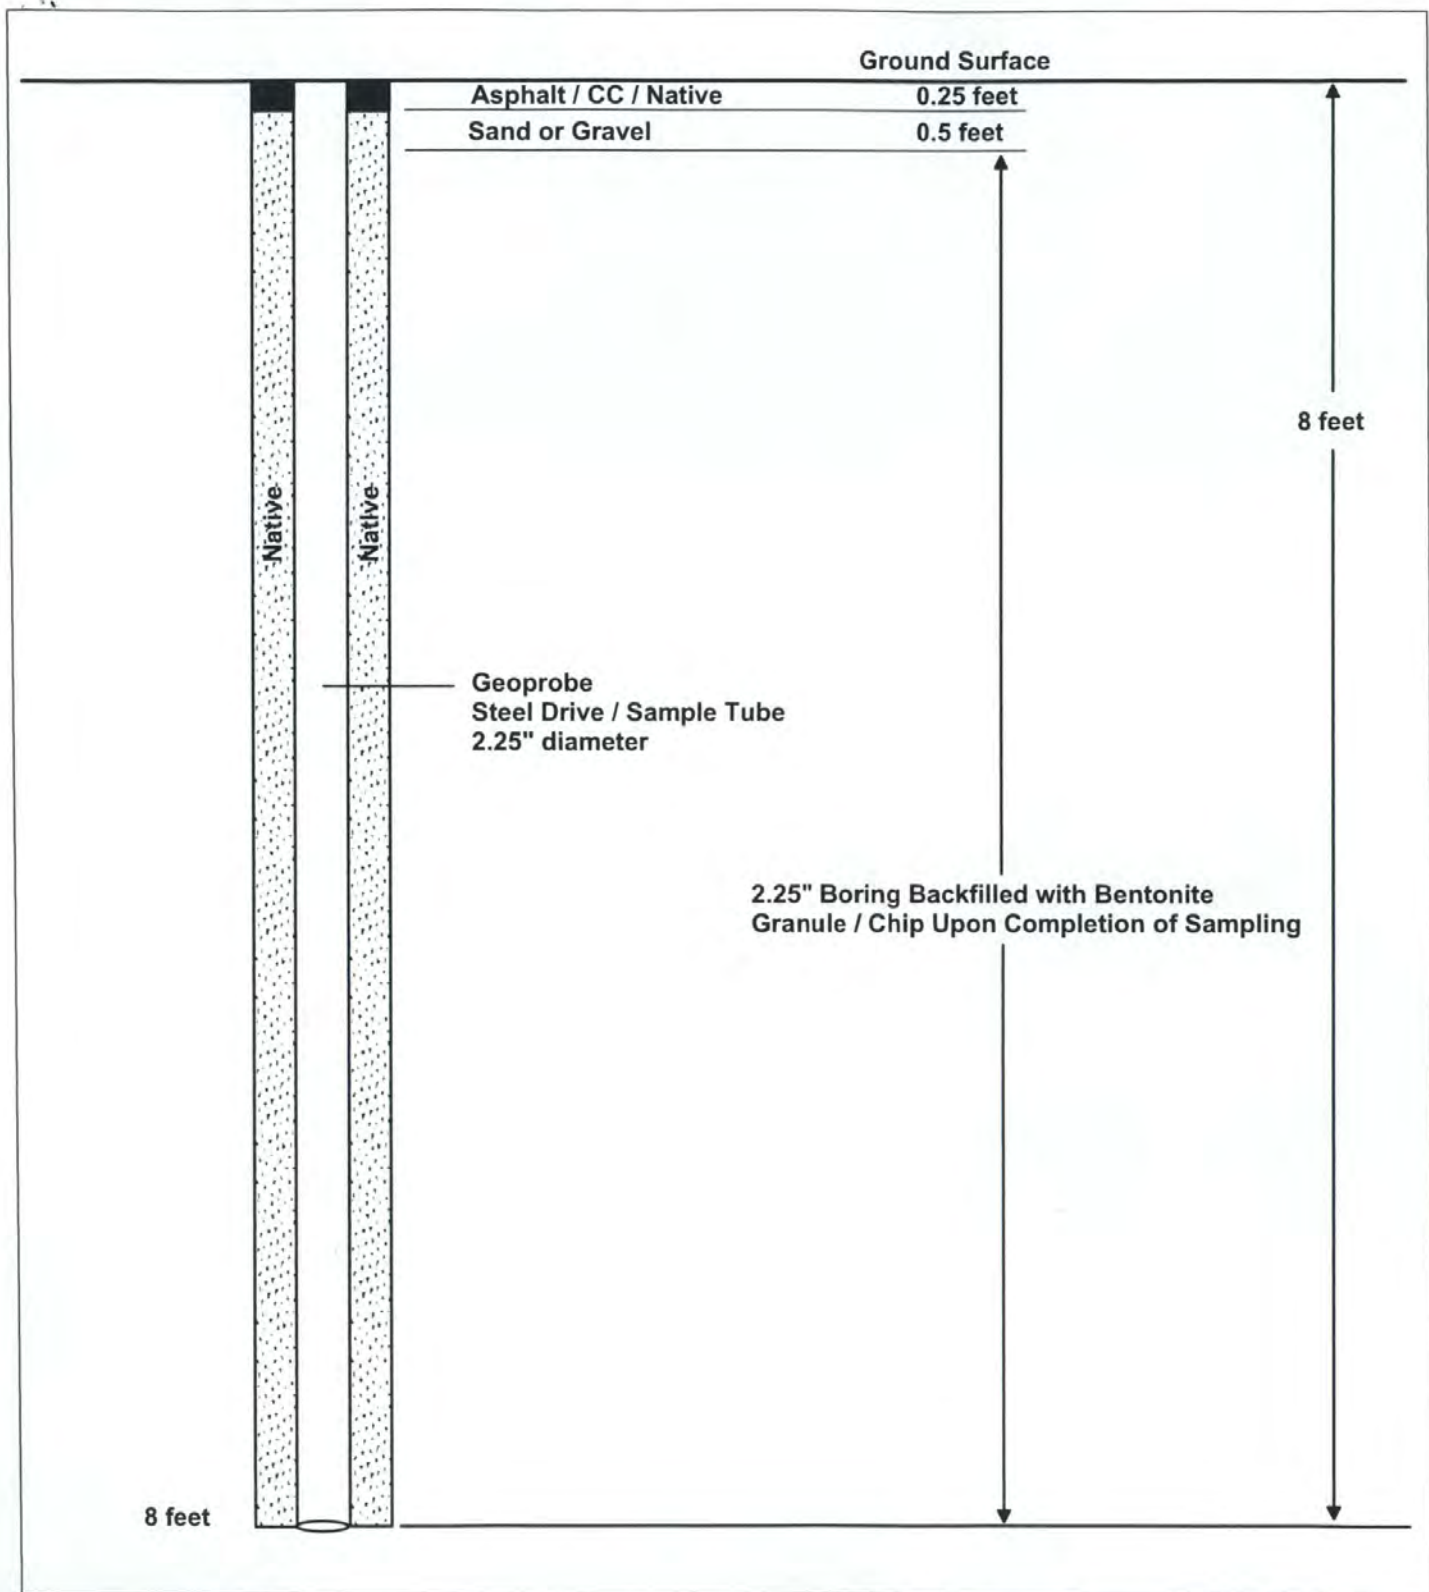 Ground Surface
Asphalt / CC / Native 0.25 feet
Sand or Gravel 0.5 feet
8 feet
Native Native
Geoprobe
Steel Drive / Sample Tube
2.25" diameter
2.25" Boring Backfilled with Bentonite
Granule / Chip Upon Completion of Sampling
8 feet